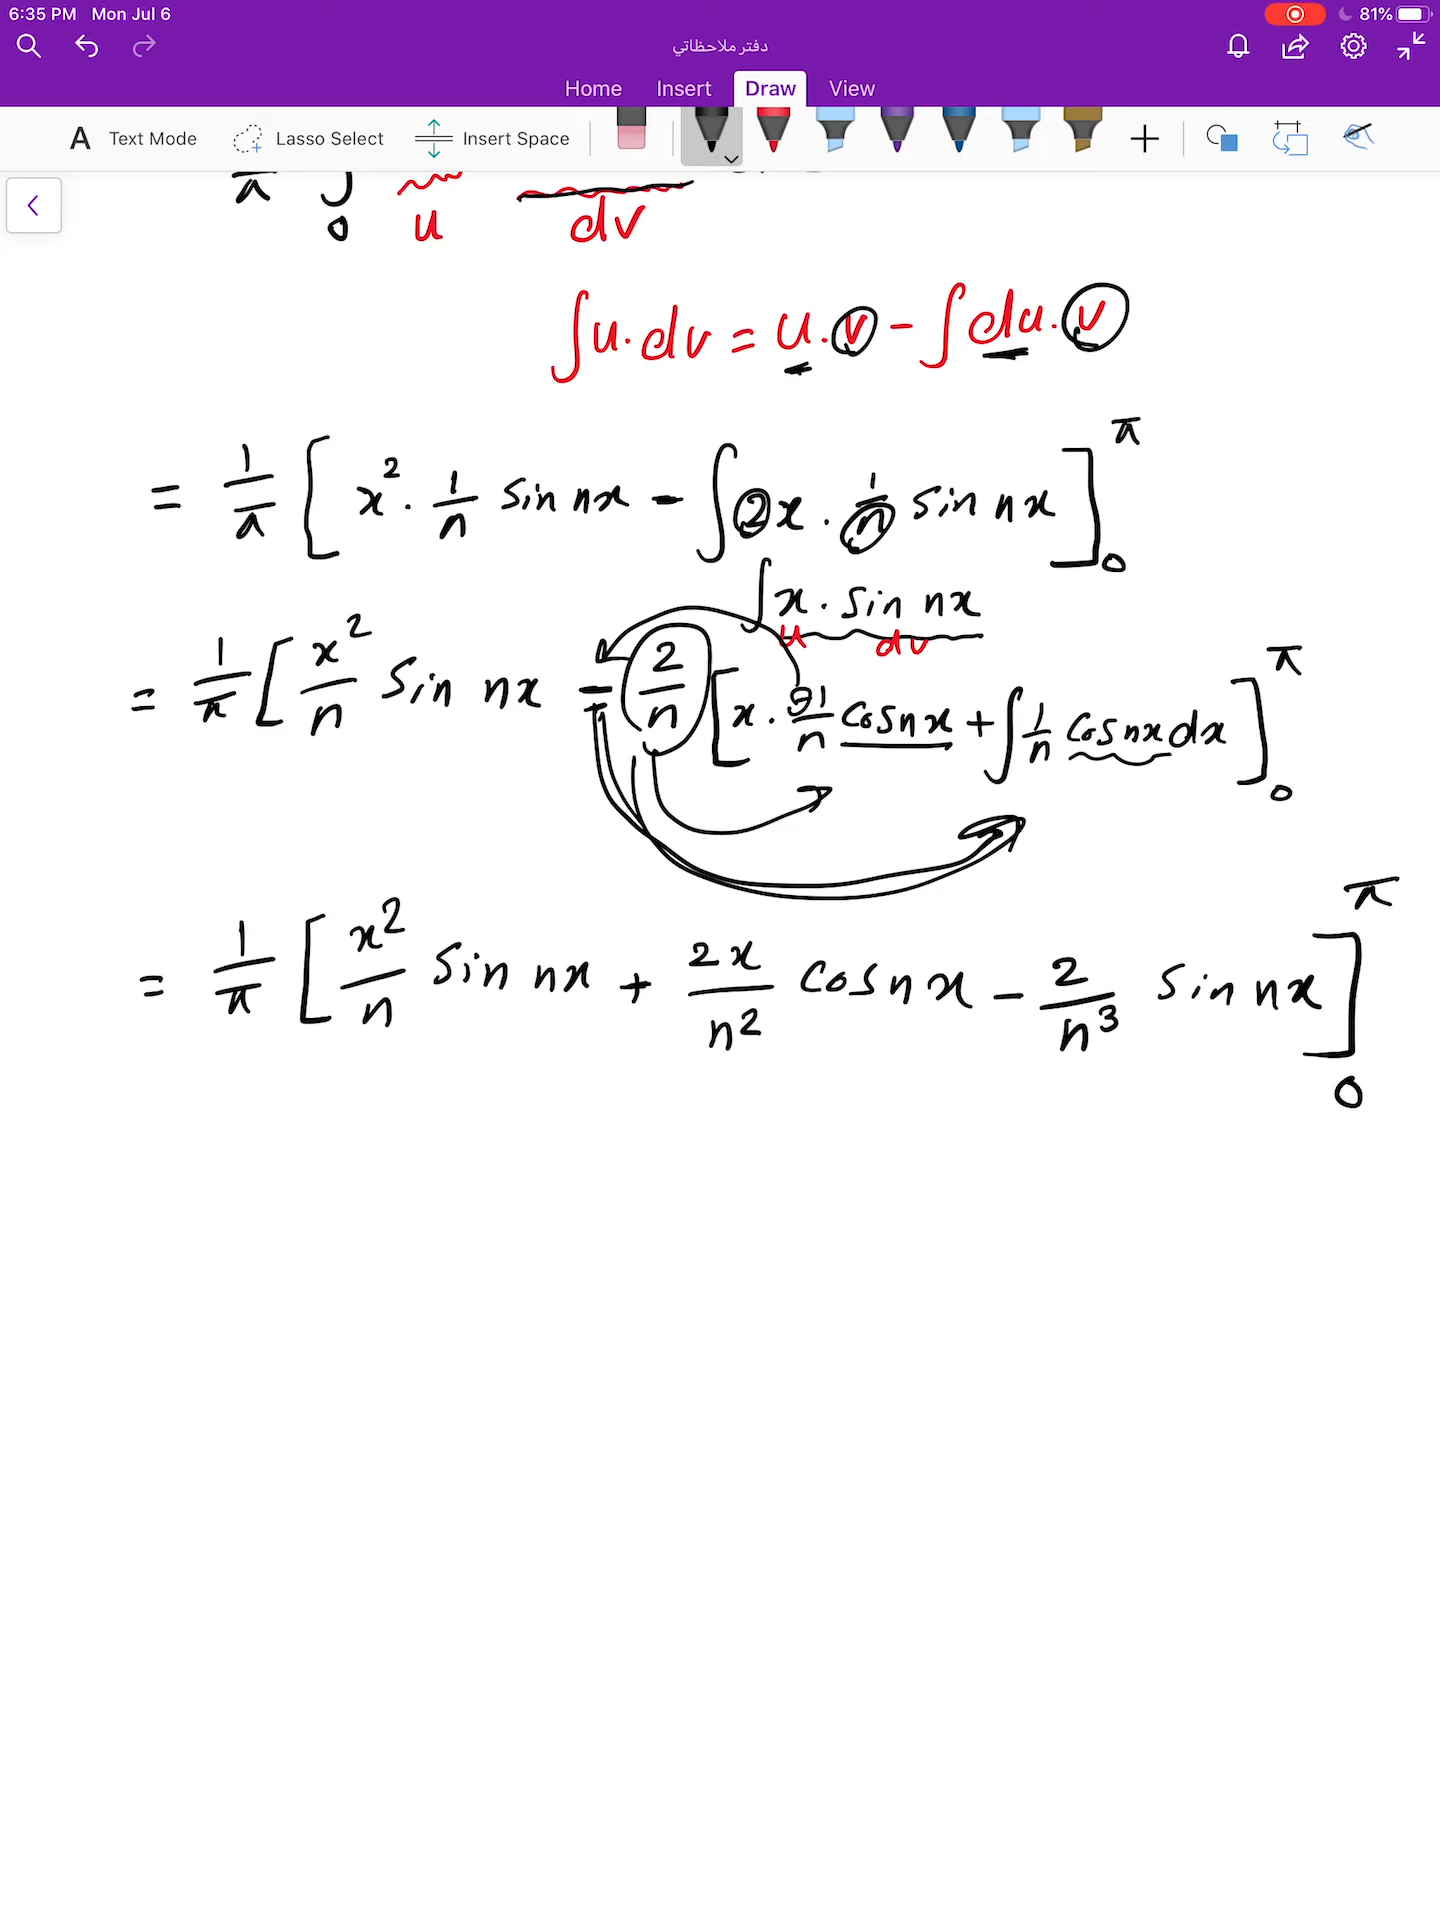 6:35 PM Mon Jul 6 81%
دفتر ملاحظاتي
Home Insert Draw View
A Text Mode Lasso Select Insert Space
π ∫ 0 u dv
∫u.dv = u.v - ∫du.v
= 1/π [ x² . 1/n sin nx - ∫2x . 1/n sin nx ]₀^π
∫x . sin nx
u dv
= 1/π [ x²/n sin nx - 2/n [ x . -1/n cos nx + ∫ 1/n cos nx dx ]₀^π
= 1/π [ x²/n sin nx + 2x/n² cos nx - 2/n³ sin nx ]₀^π